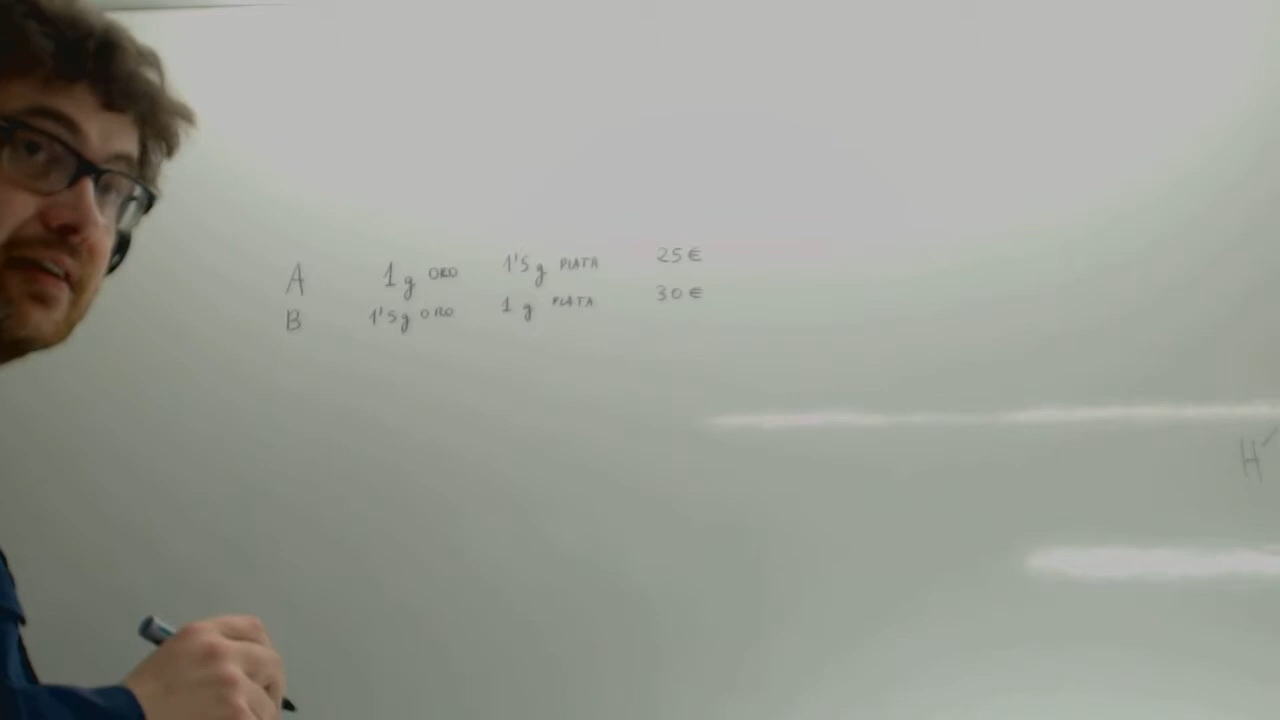 A 1 g ORO 1'5 g PLATA 25 €
B 1'5 g ORO 1 g PLATA 30 €
H